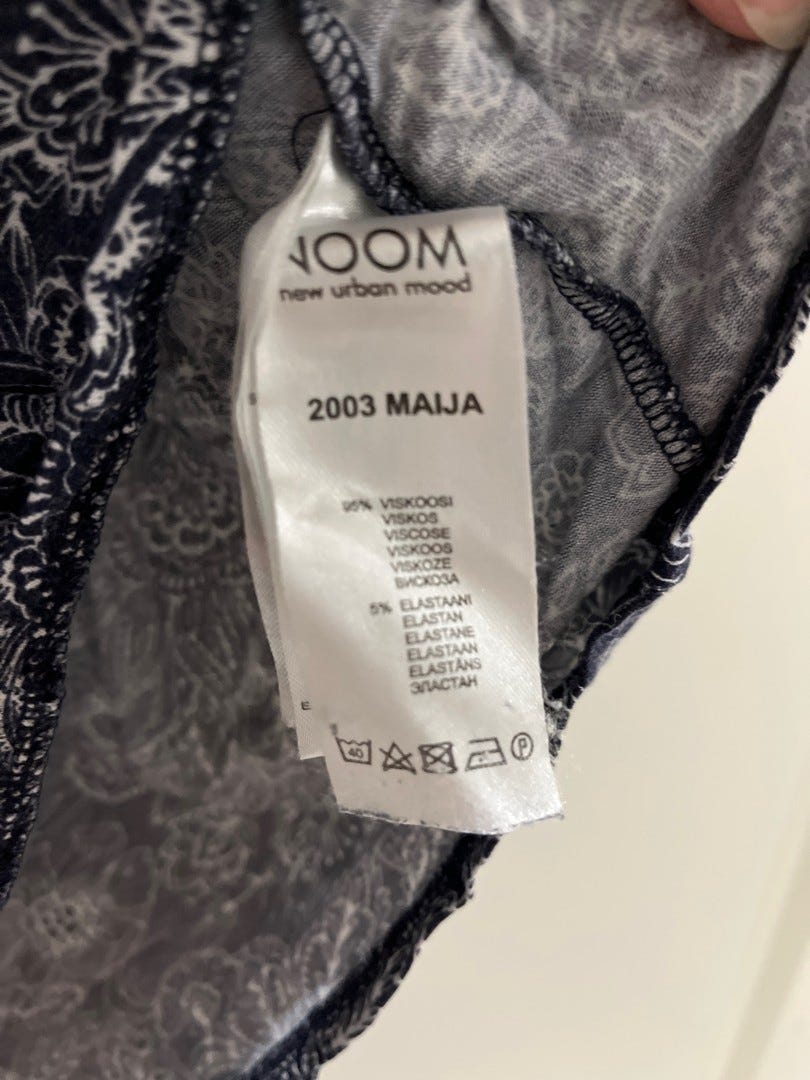 NOOM
new urban mood
2003 MAIJA
95% VISKOOSI
VISKOS
VISCOSE
VISKOOS
VISKOZE
ВИСКОЗА
5% ELASTAANI
ELASTAN
ELASTANE
ELASTAAN
ELASTĀNS
ЭЛАСТАН
E
40
P